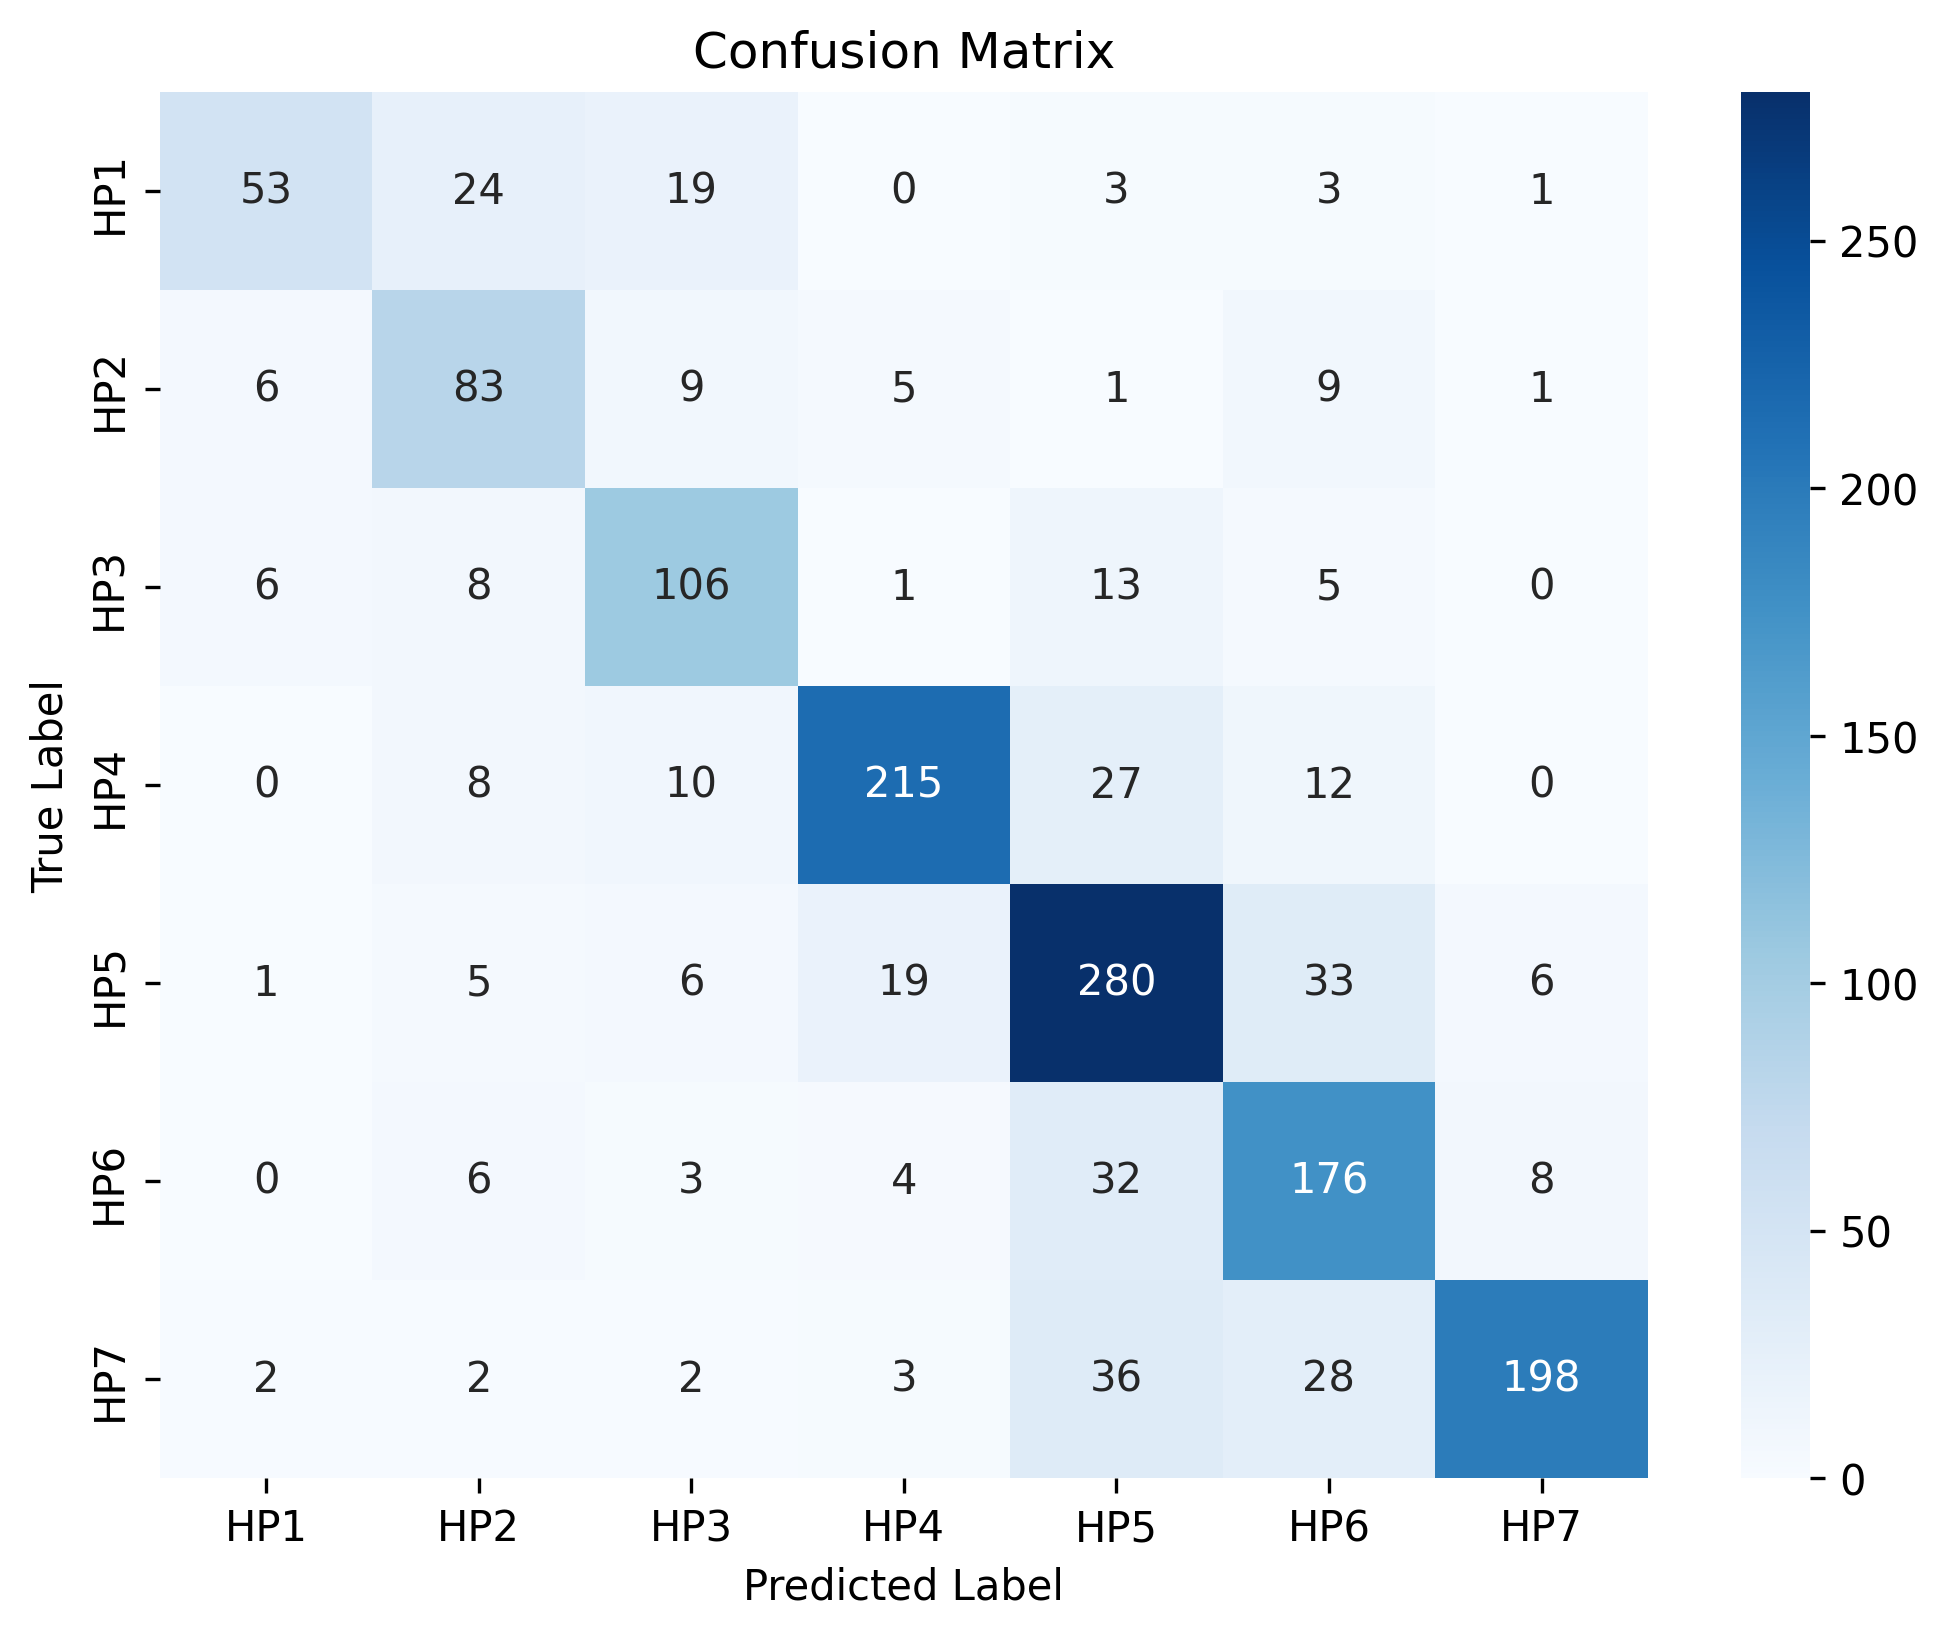 Confusion Matrix
True Label
HP1 53 24 19 0 3 3 1
HP2 6 83 9 5 1 9 1
HP3 6 8 106 1 13 5 0
HP4 0 8 10 215 27 12 0
HP5 1 5 6 19 280 33 6
HP6 0 6 3 4 32 176 8
HP7 2 2 2 3 36 28 198
HP1 HP2 HP3 HP4 HP5 HP6 HP7
Predicted Label
250
200
150
100
50
0